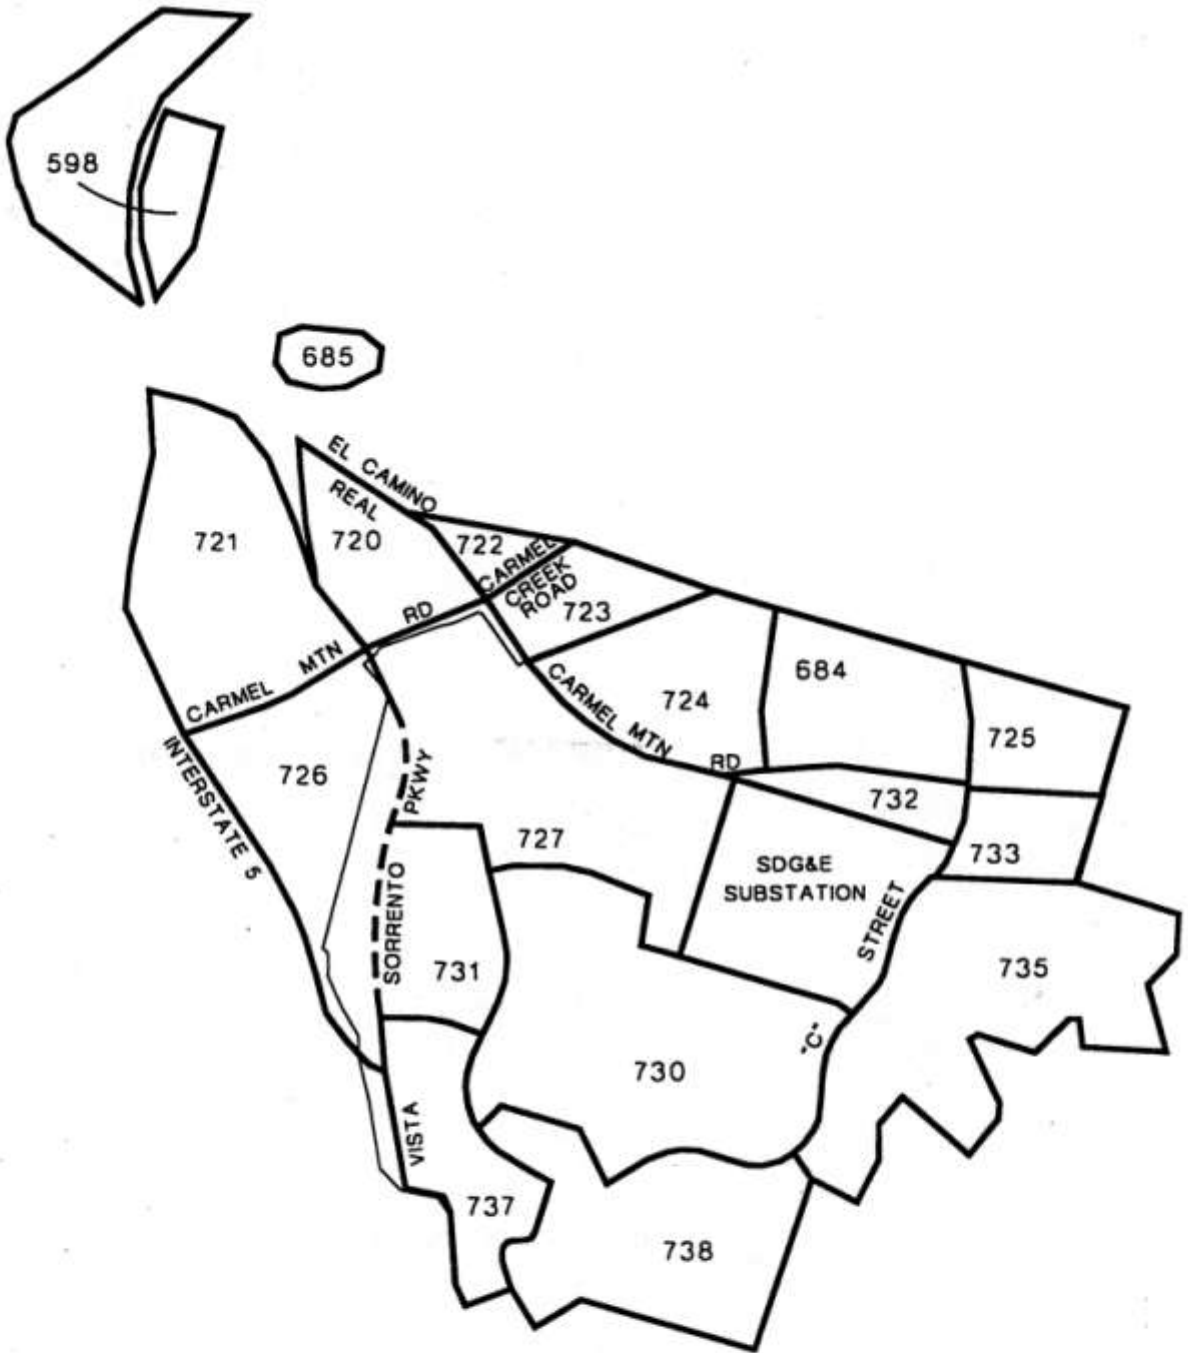 598
685
EL CAMINO
REAL
721
720
722
CARMEL
CREEK
ROAD
723
RD
MTN
CARMEL
684
724
CARMEL MTN
RD
725
INTERSTATE 5
726
PKWY
732
727
733
SDG&E
SUBSTATION
STREET
SORRENTO
731
735
"C"
730
VISTA
737
738